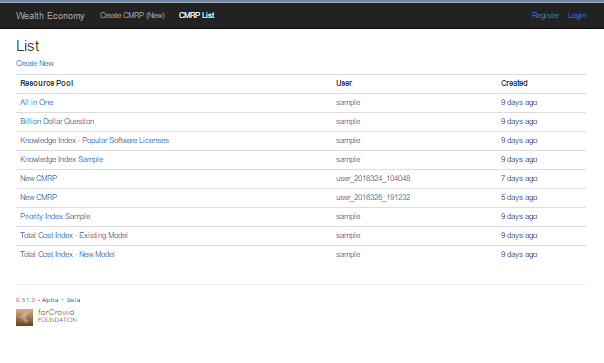 Wealth Economy Create CMRP (New) CMRP List Register Login
List
Create New
Resource Pool User Created
All in One sample 9 days ago
Billion Dollar Question sample 9 days ago
Knowledge Index - Popular Software Licenses sample 9 days ago
Knowledge Index Sample sample 9 days ago
New CMRP user_2016324_104048 7 days ago
New CMRP user_2016326_191232 5 days ago
Priority Index Sample sample 9 days ago
Total Cost Index - Existing Model sample 9 days ago
Total Cost Index - New Model sample 9 days ago
0.51.0 - Alpha ~ Beta
forCrowd
FOUNDATION